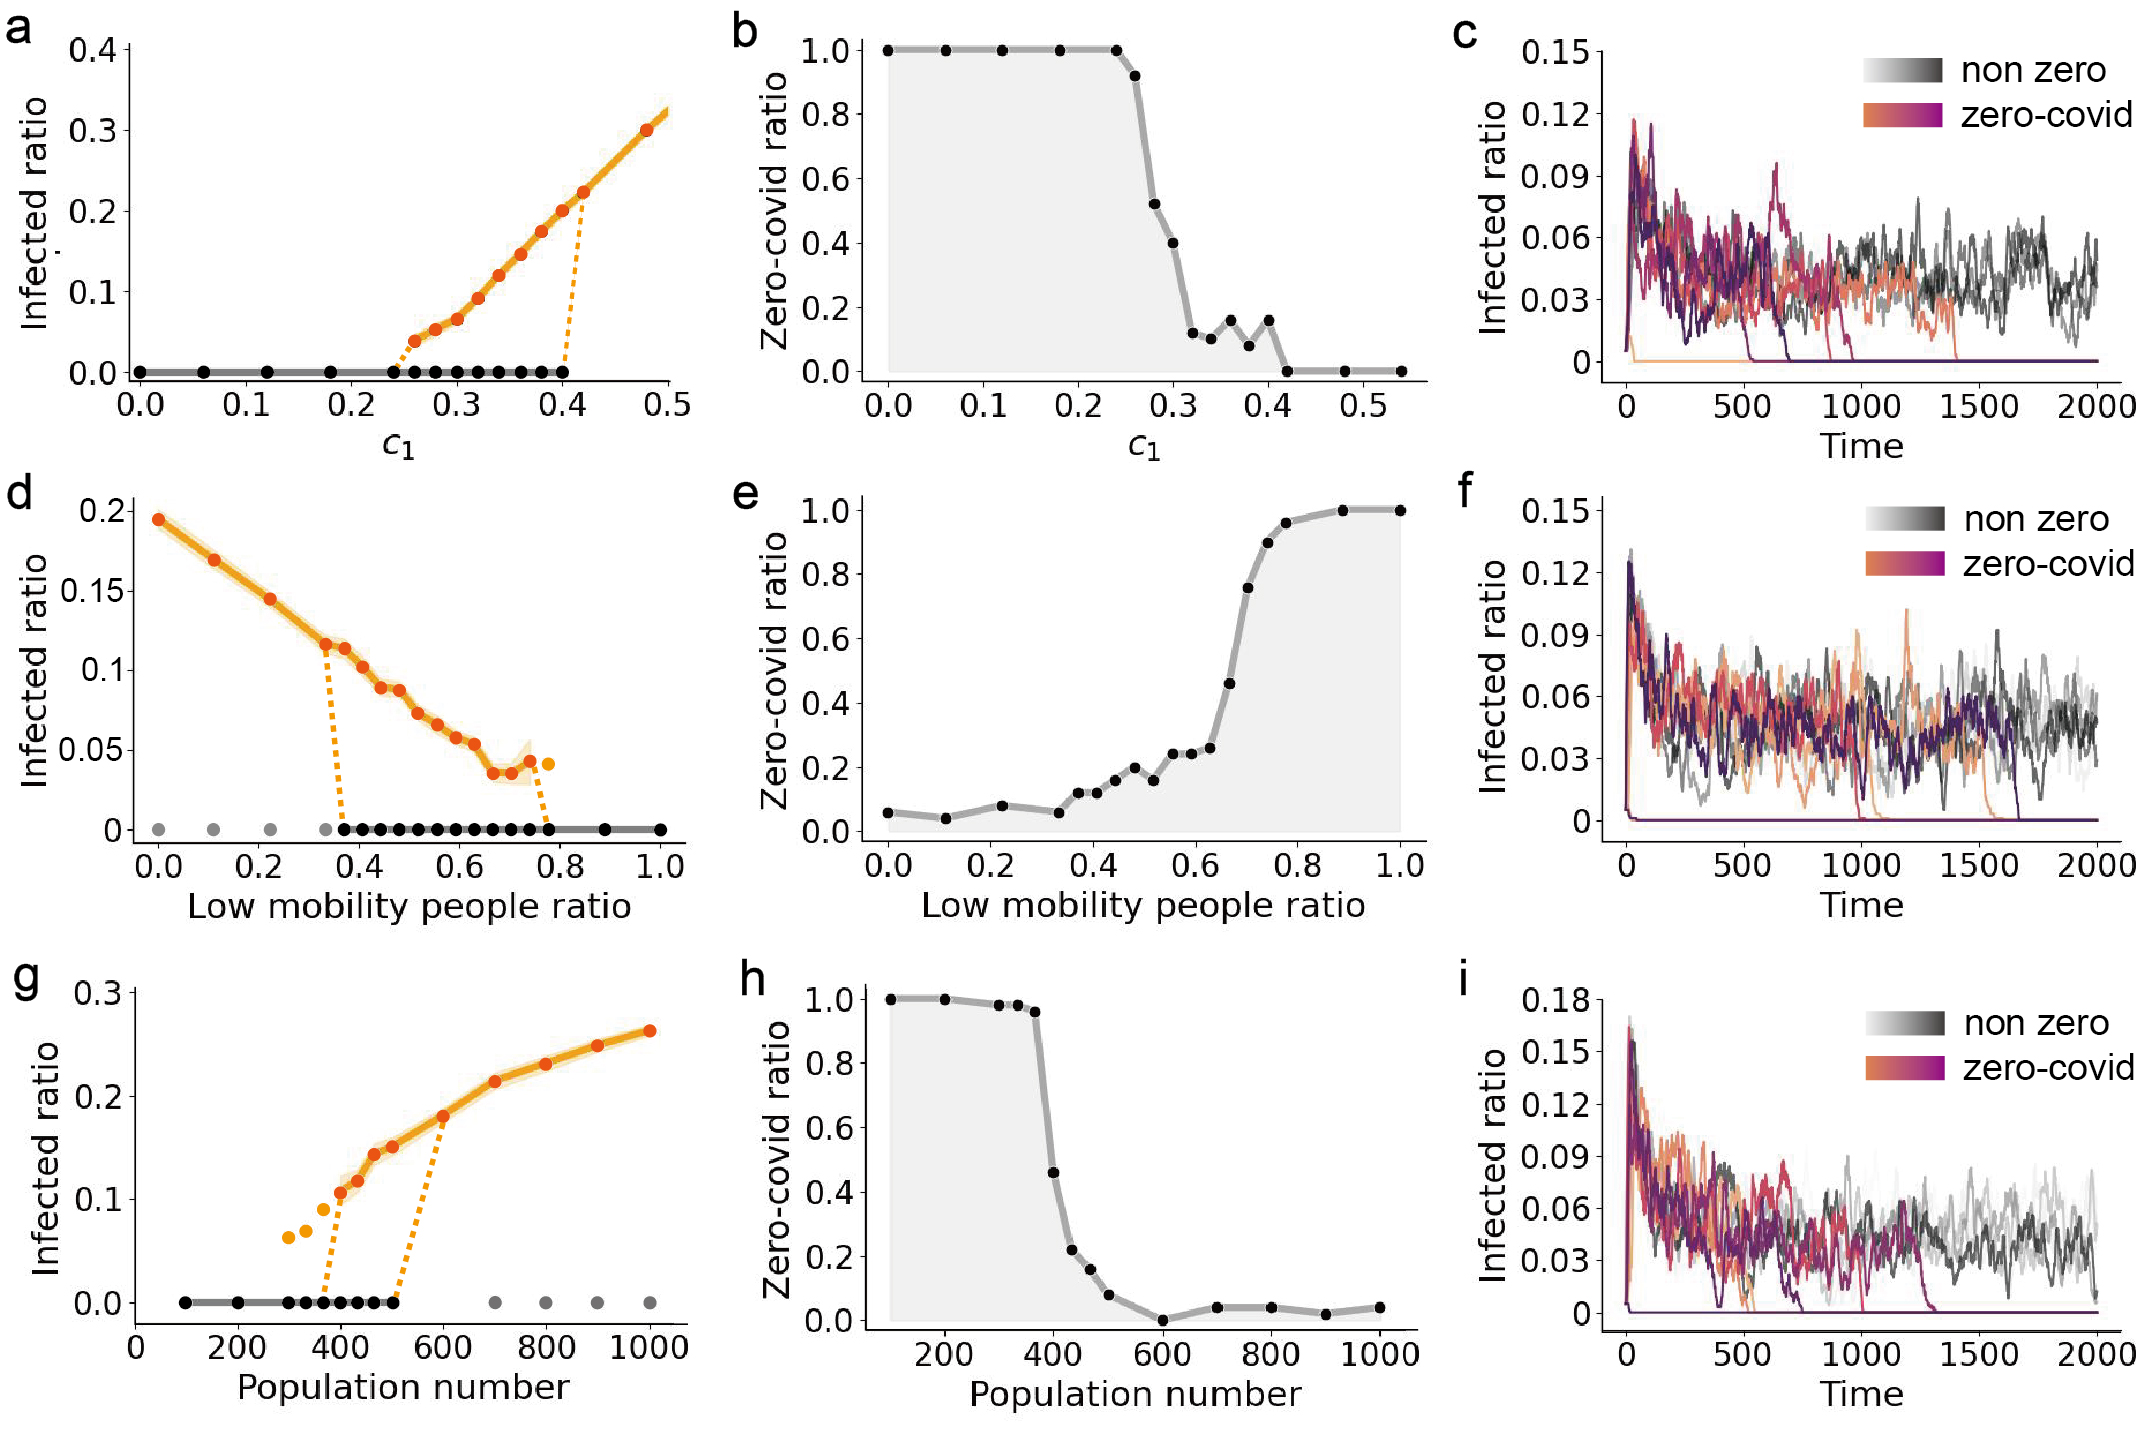 a
0.4
0.3
0.2
0.1
0.0
Infected ratio
0.0 0.1 0.2 0.3 0.4 0.5
c1
b
1.0
0.8
0.6
0.4
0.2
0.0
Zero-covid ratio
0.0 0.1 0.2 0.3 0.4 0.5
c1
c
0.15
0.12
0.09
0.06
0.03
0
Infected ratio
non zero
zero-covid
0 500 1000 1500 2000
Time
d
0.2
0.15
0.1
0.05
0
Infected ratio
0.0 0.2 0.4 0.6 0.8 1.0
Low mobility people ratio
e
1.0
0.8
0.6
0.4
0.2
0.0
Zero-covid ratio
0.0 0.2 0.4 0.6 0.8 1.0
Low mobility people ratio
f
0.15
0.12
0.09
0.06
0.03
0
Infected ratio
non zero
zero-covid
0 500 1000 1500 2000
Time
g
0.3
0.2
0.1
0.0
Infected ratio
0 200 400 600 800 1000
Population number
h
1.0
0.8
0.6
0.4
0.2
0.0
Zero-covid ratio
200 400 600 800 1000
Population number
i
0.18
0.15
0.12
0.09
0.06
0.03
0
Infected ratio
non zero
zero-covid
0 500 1000 1500 2000
Time